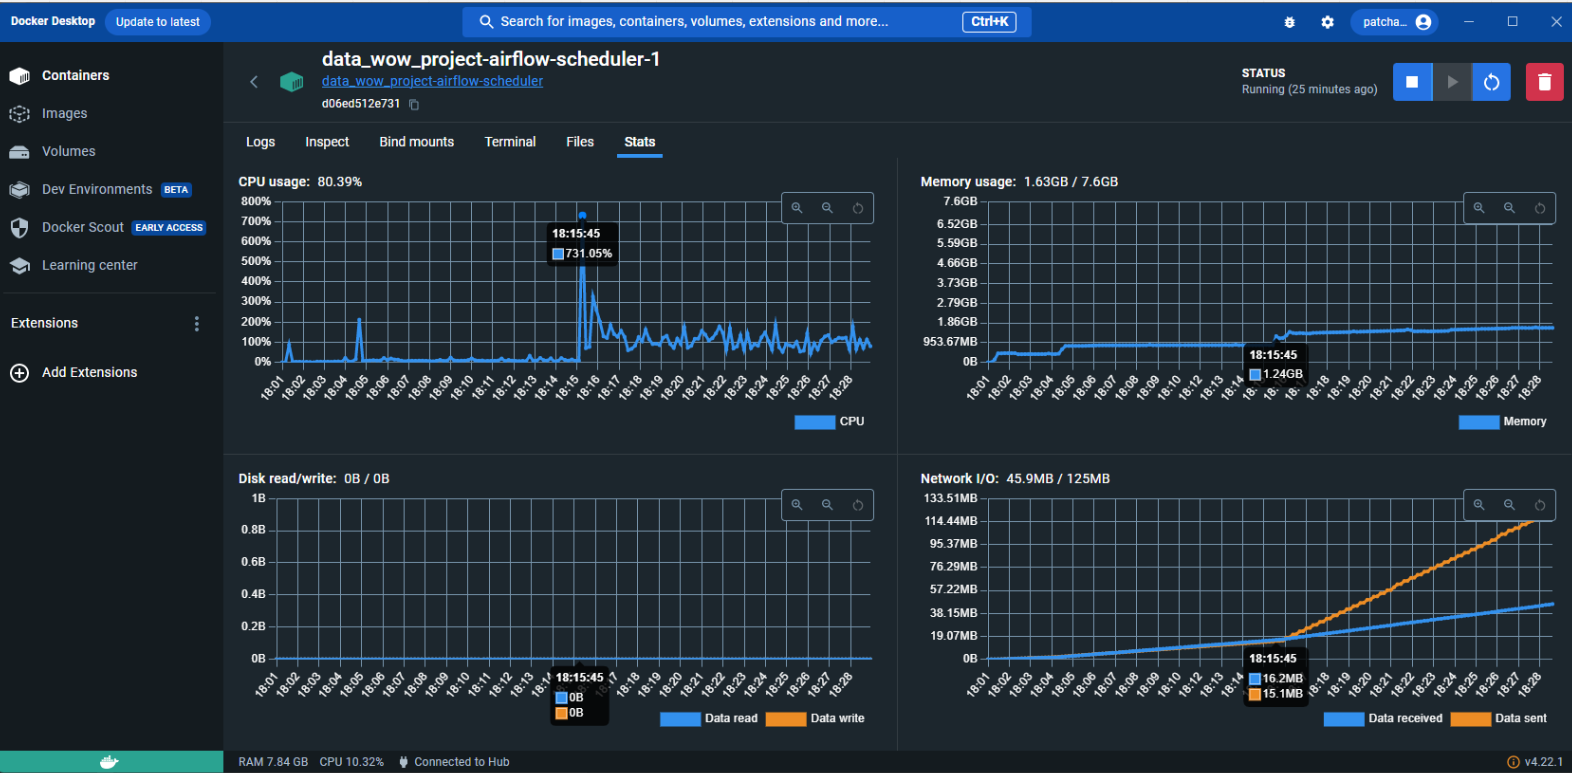 Docker Desktop Update to latest Search for images, containers, volumes, extensions and more... Ctrl+K patcha...
Containers
Images
Volumes
Dev Environments BETA
Docker Scout EARLY ACCESS
Learning center
Extensions
Add Extensions
data_wow_project-airflow-scheduler-1
data_wow_project-airflow-scheduler
d06ed512e731
STATUS
Running (25 minutes ago)
Logs Inspect Bind mounts Terminal Files Stats
CPU usage: 80.39%
800%
700%
600%
500%
400%
300%
200%
100%
0%
18:15:45
731.05%
18:01 18:02 18:03 18:04 18:05 18:06 18:07 18:08 18:09 18:10 18:11 18:12 18:13 18:14 18:15 18:16 18:17 18:18 18:19 18:20 18:21 18:22 18:23 18:24 18:25 18:26 18:27 18:28
CPU
Memory usage: 1.63GB / 7.6GB
7.6GB
6.52GB
5.59GB
4.66GB
3.73GB
2.79GB
1.86GB
953.67MB
0B
18:15:45
1.24GB
18:01 18:02 18:03 18:04 18:05 18:06 18:07 18:08 18:09 18:10 18:11 18:12 18:13 18:14 18:18 18:19 18:20 18:21 18:22 18:23 18:24 18:25 18:26 18:27 18:28
Memory
Disk read/write: 0B / 0B
1B
0.8B
0.6B
0.4B
0.2B
0B
18:15:45
0B
0B
18:01 18:02 18:03 18:04 18:05 18:06 18:07 18:08 18:09 18:10 18:11 18:12 18:13 18:18 18:19 18:20 18:21 18:22 18:23 18:24 18:25 18:26 18:27 18:28
Data read Data write
Network I/O: 45.9MB / 125MB
133.51MB
114.44MB
95.37MB
76.29MB
57.22MB
38.15MB
19.07MB
0B
18:15:45
16.2MB
15.1MB
18:01 18:02 18:03 18:04 18:05 18:06 18:07 18:08 18:09 18:10 18:11 18:12 18:13 18:14 18:18 18:19 18:20 18:21 18:22 18:23 18:24 18:25 18:26 18:27 18:28
Data received Data sent
RAM 7.84 GB CPU 10.32% Connected to Hub v4.22.1